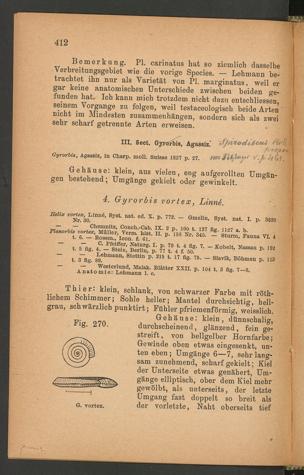 412
Bemerkung. Pl. carinatus hat so ziemlich dasselbe
Verbreitungsgebiet wie die vorige Species. — Lehmann be-
trachtet ihn nur als Varietät von Pl. marginatus, weil er
gar keine anatomischen Unterschiede zwischen beiden ge-
funden hat. Ich kann mich trotzdem nicht dazu entschliessen,
seinem Vorgange zu folgen, weil testaceologisch beide Arten
nicht im Mindesten zusammenhängen, sondern sich als zwei
sehr scharf getrennte Arten erweisen.
III. Sect. Gyrorbis, Agassiz.
Gyrorbis, Agassiz, in Charp. moll. Suisse 1837 p. 21.
Gehäuse: klein, aus vielen, eng aufgerollten Umgän-
gen bestehend; Umgänge gekielt oder gewinkelt.
4. Gyrorbis vortex, Linné.
Helix vortex, Linné, Syst. nat. ed. X. p. 772. — Gmelin, Syst. nat. I. p. 3620
Nr. 30.
— — Chemnitz, Conch.-Cab. IX. 2 p. 100 t. 127 fig. 1127 a. b.
Planorbis vortex, Müller, Verm. hist. II. p. 158 Nr. 345. — Sturm, Fauna VI. 4
t. 6. — Rossm., Icon. f. 61.
— — C. Pfeiffer, Naturg. I. p. 79 t. 4 fig. 7. — Kobelt, Nassau p. 192
t. 5 fig. 4. — Stein, Berlin p. 77 t. 4 f. 50.
— — Lehmann, Stettin p. 218 t. 17 fig. 78. — Slavik, Böhmen p. 119
t. 3 fig. 36.
— — Westerlund, Malak. Blätter XXII. p. 104 t. 3 fig. 7—8.
Anatomie: Lehmann l. c.
Thier: klein, schlank, von schwarzer Farbe mit röth-
lichem Schimmer; Sohle heller; Mantel durchsichtig, hell-
grau, schwärzlich punktirt; Fühler pfriemenförmig, weisslich.
Fig. 270.
G. vortex.
Gehäuse: klein, dünnschalig,
durchscheinend, glänzend, fein ge-
streift, von hellgelber Hornfarbe;
Gewinde oben etwas eingesenkt, un-
ten eben; Umgänge 6—7, sehr lang-
sam zunehmend, scharf gekielt; Kiel
der Unterseite etwas genähert, Um-
gänge elliptisch, oder dem Kiel mehr
gewölbt, als unterseits, der letzte
Umgang fast doppelt so breit als
der vorletzte, Naht oberseits tief